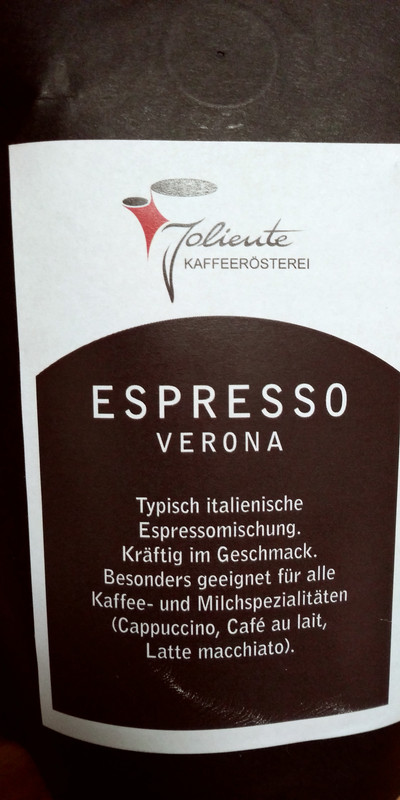 Joliente
KAFFEERÖSTEREI
ESPRESSO
VERONA
Typisch italienische
Espressomischung.
Kräftig im Geschmack.
Besonders geeignet für alle
Kaffee- und Milchspezialitäten
(Cappuccino, Café au lait,
Latte macchiato).